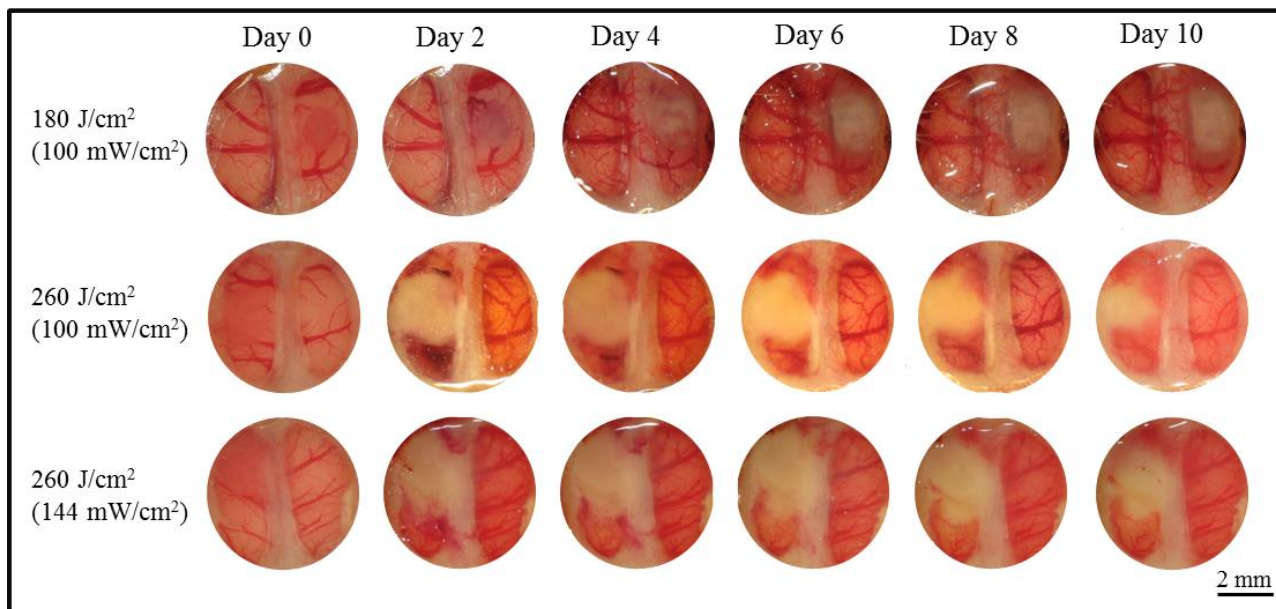 Day 0 Day 2 Day 4 Day 6 Day 8 Day 10
180 J/cm²
(100 mW/cm²)
260 J/cm²
(100 mW/cm²)
260 J/cm²
(144 mW/cm²)
2 mm